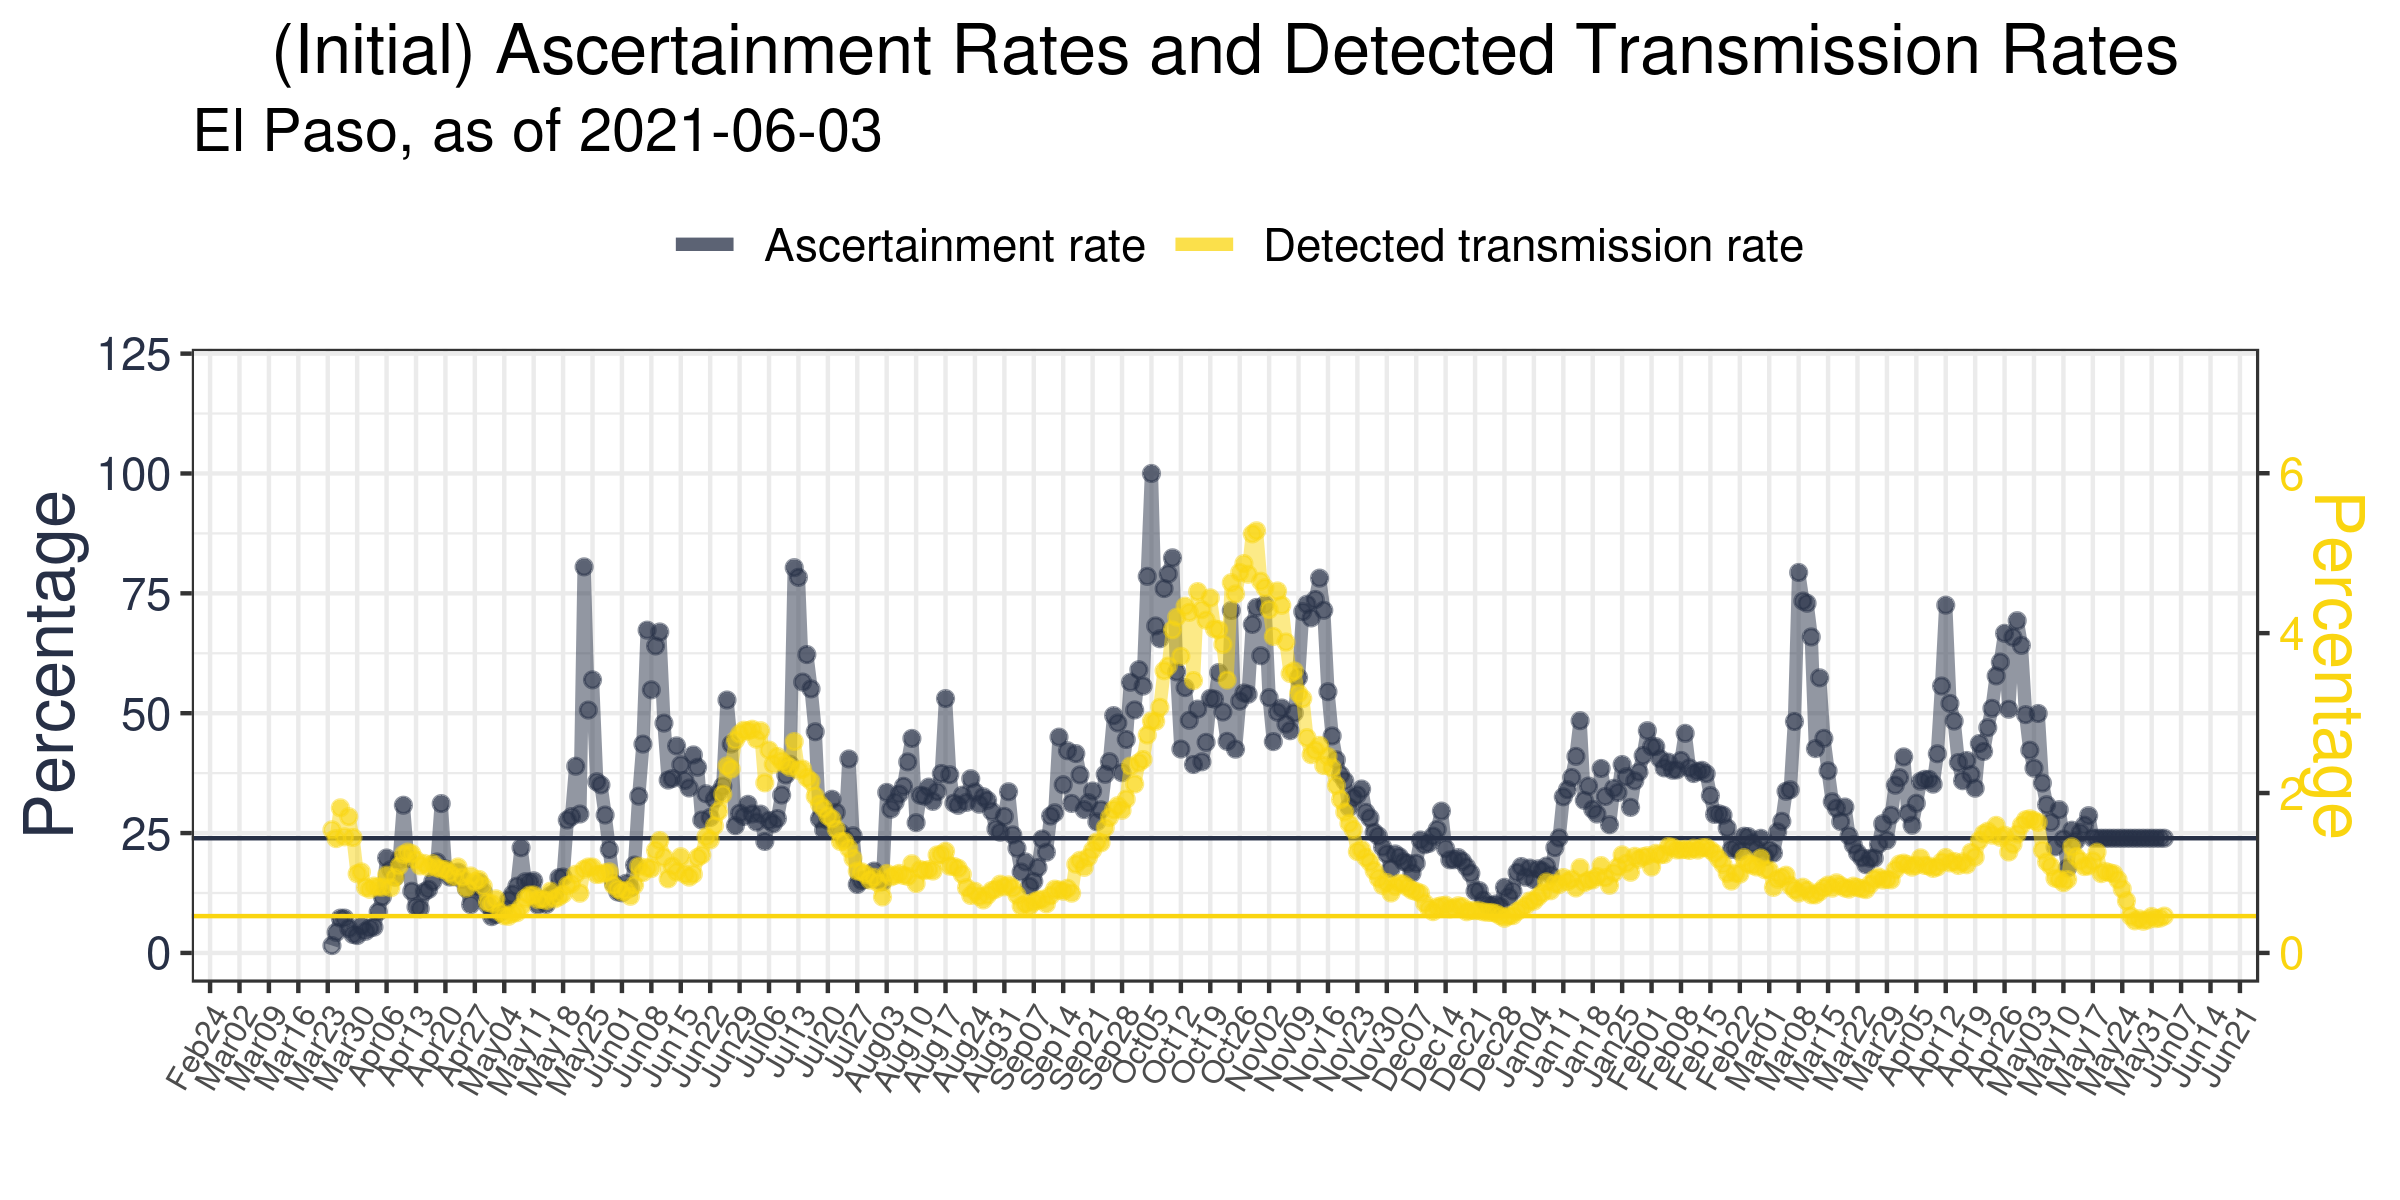 (Initial) Ascertainment Rates and Detected Transmission Rates
El Paso, as of 2021-06-03
Ascertainment rate
Detected transmission rate
Percentage
125
100
75
50
25
0
6
4
2
0
Percentage
Feb24
Mar02
Mar09
Mar16
Mar23
Mar30
Apr06
Apr13
Apr20
Apr27
May04
May11
May18
May25
Jun01
Jun08
Jun15
Jun22
Jun29
Jul06
Jul13
Jul20
Jul27
Aug03
Aug10
Aug17
Aug24
Aug31
Sep07
Sep14
Sep21
Sep28
Oct05
Oct12
Oct19
Oct26
Nov02
Nov09
Nov16
Nov23
Nov30
Dec07
Dec14
Dec21
Dec28
Jan04
Jan11
Jan18
Jan25
Feb01
Feb08
Feb15
Feb22
Mar01
Mar08
Mar15
Mar22
Mar29
Apr05
Apr12
Apr19
Apr26
May03
May10
May17
May24
May31
Jun07
Jun14
Jun21